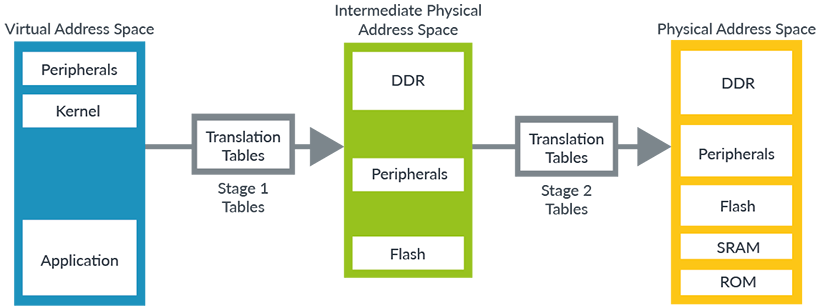 Virtual Address Space
Peripherals
Kernel
Application
Translation
Tables
Stage 1
Tables
Intermediate Physical
Address Space
DDR
Peripherals
Flash
Translation
Tables
Stage 2
Tables
Physical Address Space
DDR
Peripherals
Flash
SRAM
ROM